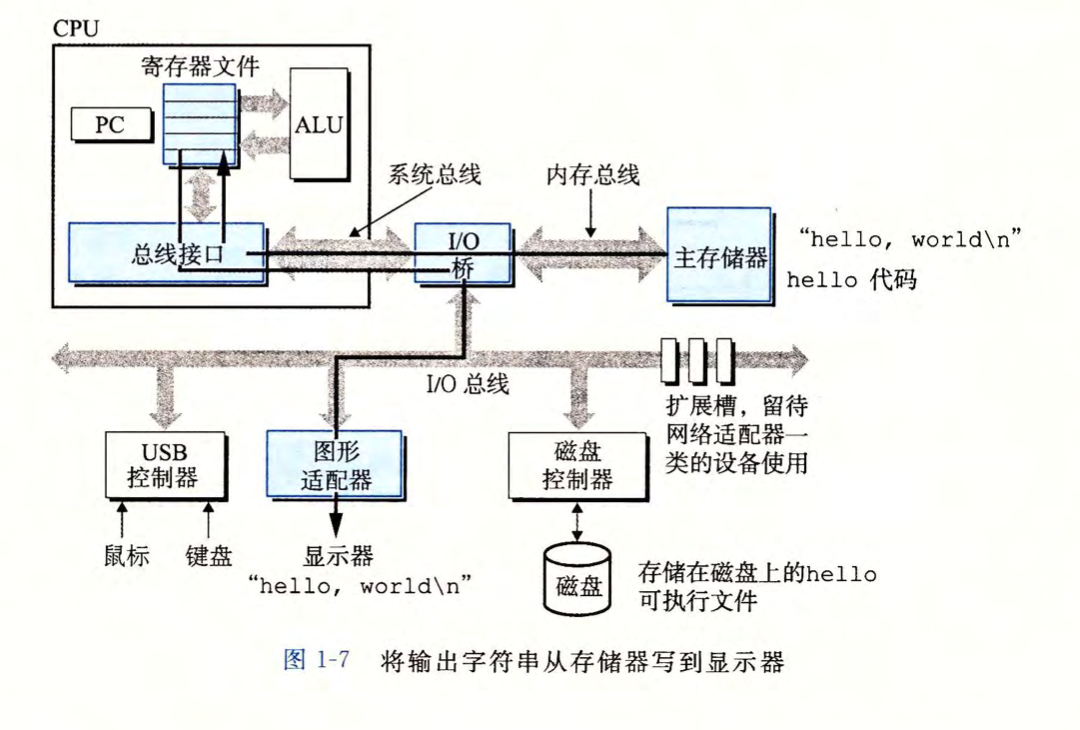 CPU
寄存器文件
PC
ALU
系统总线
内存总线
总线接口
I/O
桥
主存储器
“hello, world\n”
hello 代码
I/O 总线
扩展槽，留待
网络适配器一
类的设备使用
USB
控制器
图形
适配器
磁盘
控制器
鼠标
键盘
显示器
“hello, world\n”
磁盘
存储在磁盘上的hello
可执行文件
图 1-7 将输出字符串从存储器写到显示器